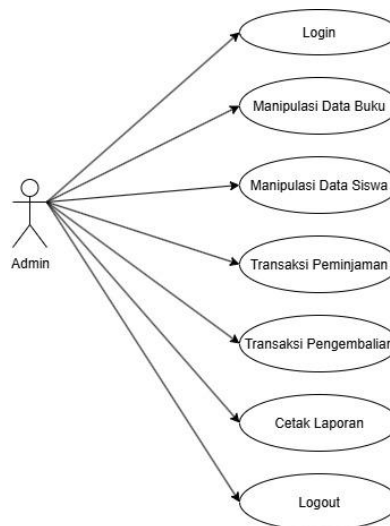 Login
Manipulasi Data Buku
Manipulasi Data Siswa
Admin
Transaksi Peminjaman
Transaksi Pengembalian
Cetak Laporan
Logout